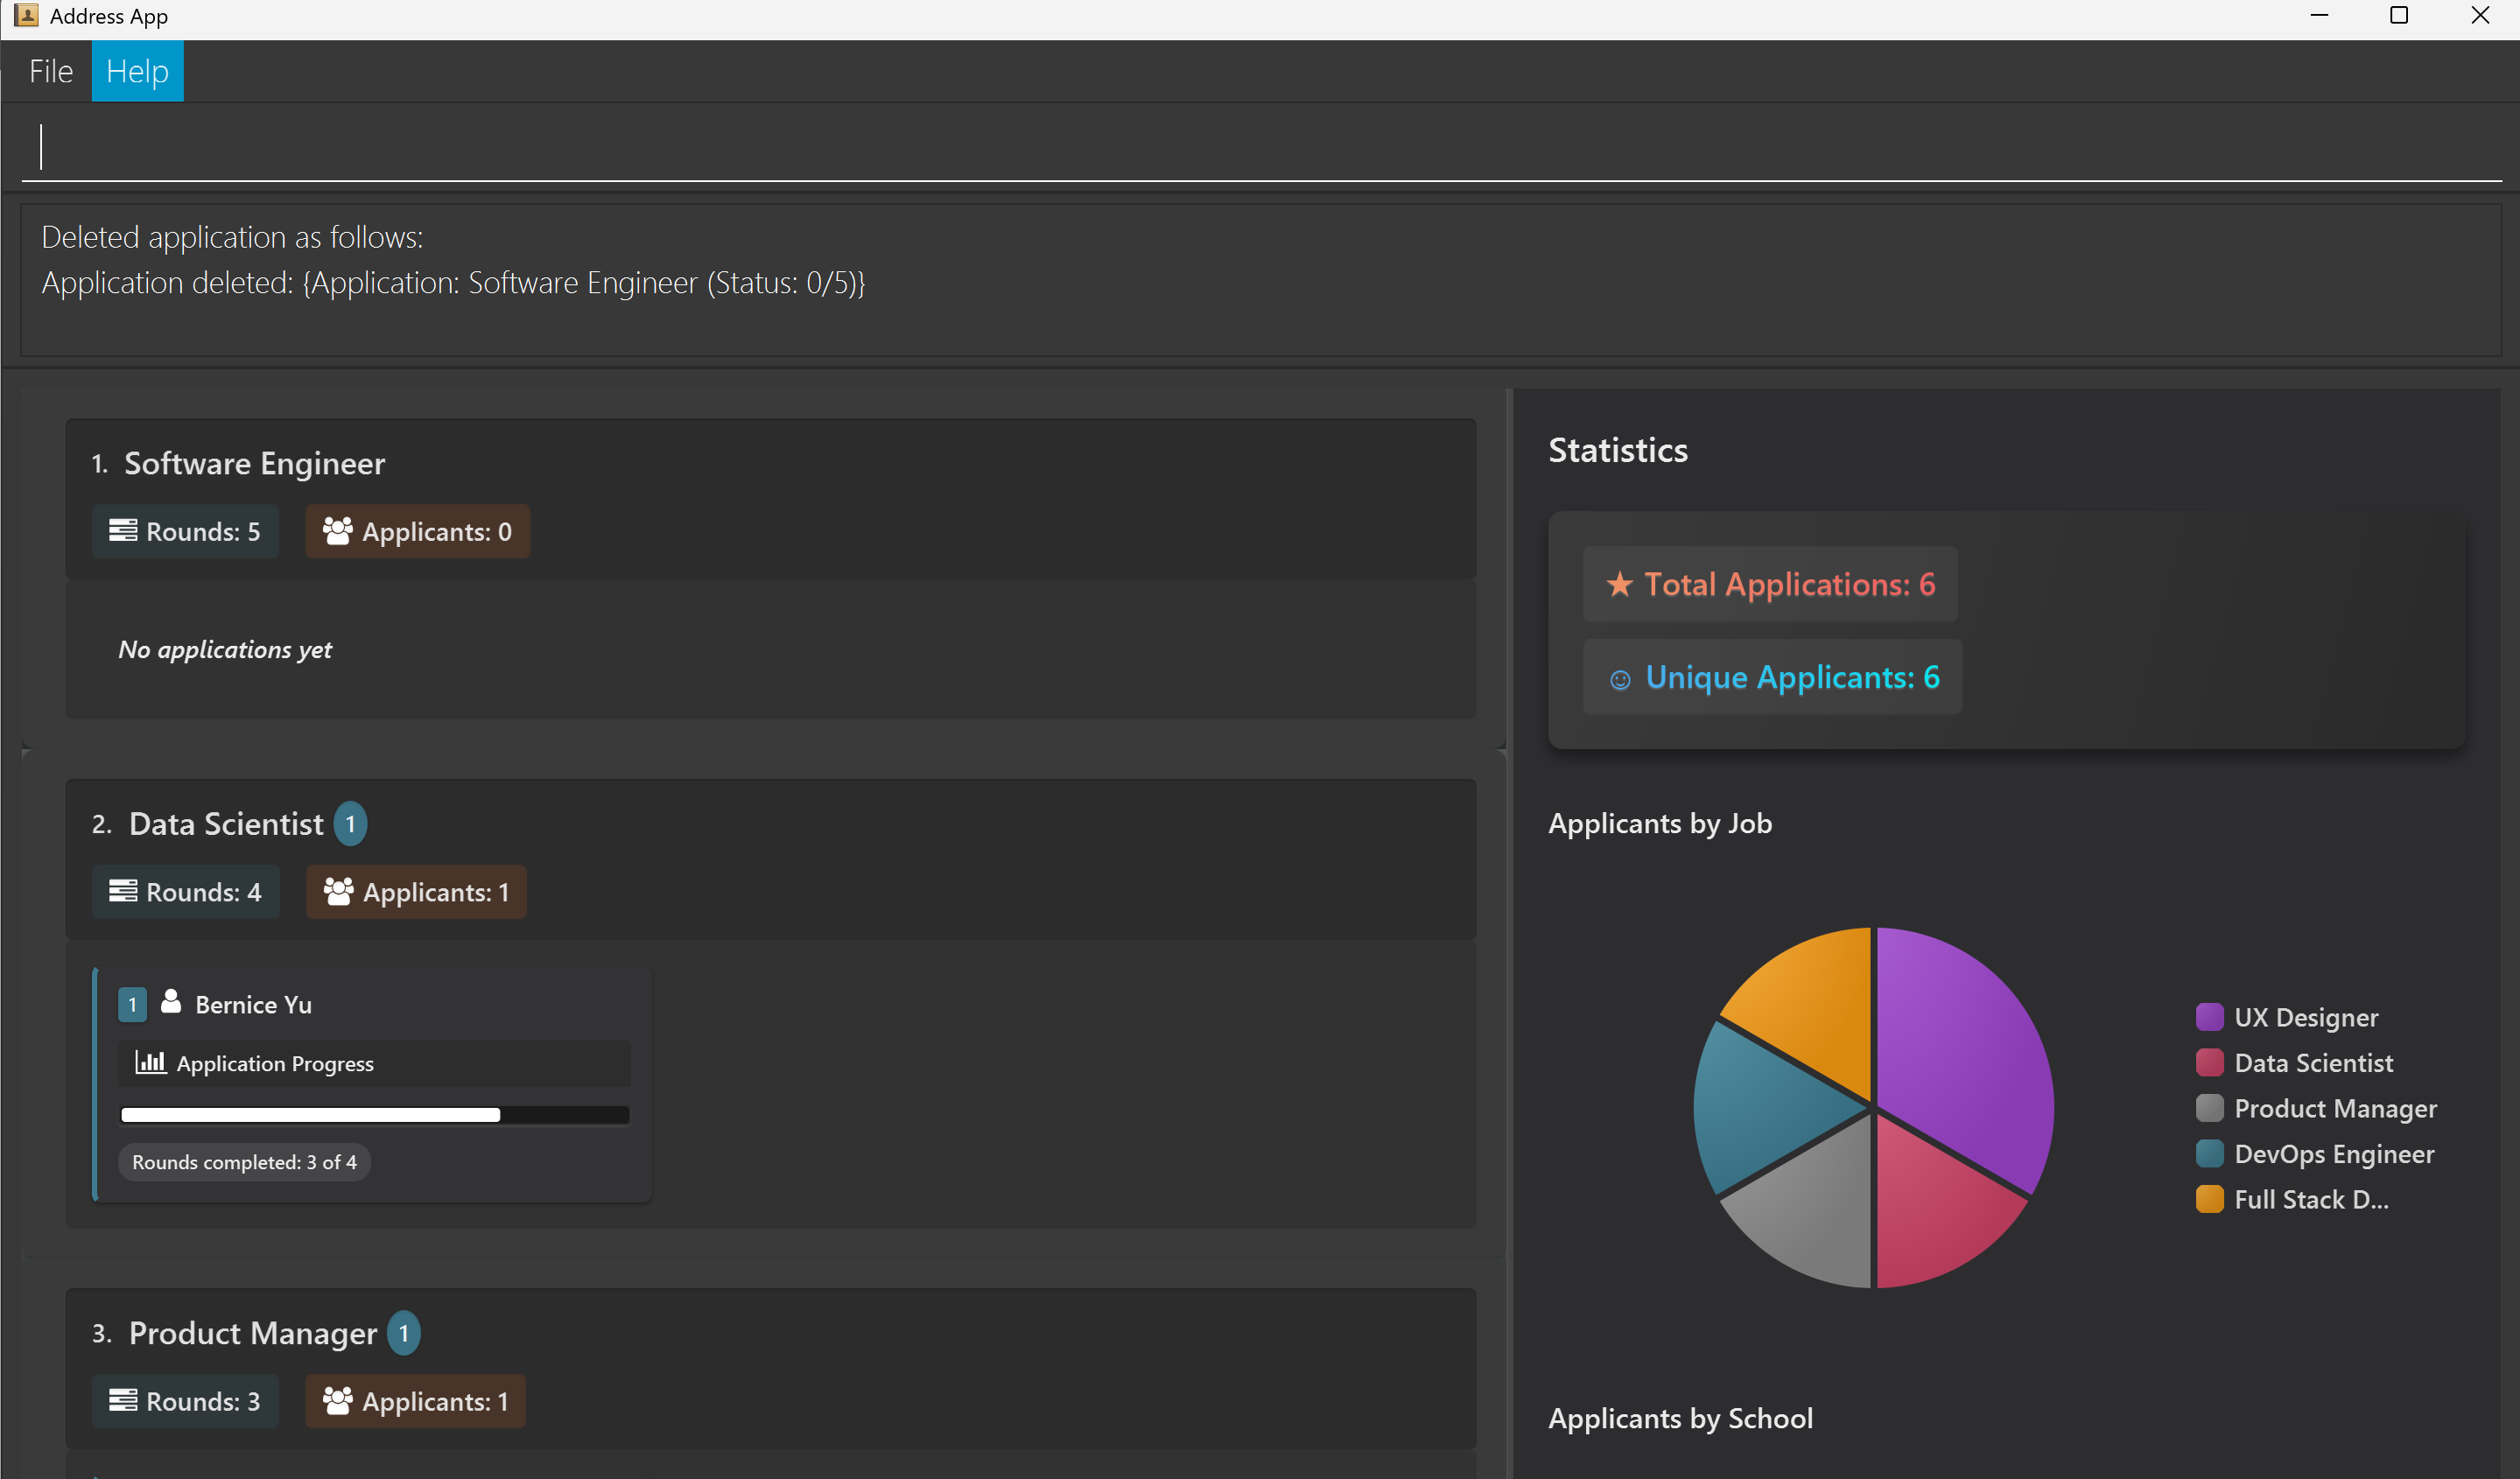 Address App
File Help
Deleted application as follows:
Application deleted: {Application: Software Engineer (Status: 0/5)}
1. Software Engineer
Rounds: 5 Applicants: 0
No applications yet
2. Data Scientist 1
Rounds: 4 Applicants: 1
1 Bernice Yu
Application Progress
Rounds completed: 3 of 4
3. Product Manager 1
Rounds: 3 Applicants: 1
Statistics
★ Total Applications: 6
☺ Unique Applicants: 6
Applicants by Job
UX Designer
Data Scientist
Product Manager
DevOps Engineer
Full Stack D...
Applicants by School